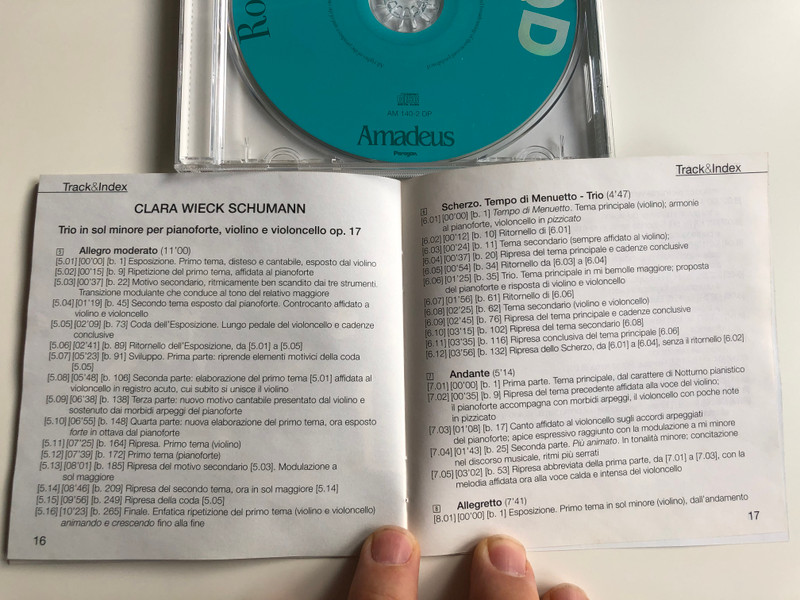 Ro
DD
AM 149-2 DP
Amadeus
Paragon
Track&Index
CLARA WIECK SCHUMANN
Trio in sol minore per pianoforte, violino e violoncello op. 17
5 Allegro moderato (11'00)
[5.01] [00'00] [b. 1] Esposizione. Primo tema, disteso e cantabile, esposto dal violino
[5.02] [00'15] [b. 9] Ripetizione del primo tema, affidata al pianoforte
[5.03] [00'37] [b. 22] Motivo secondario, ritmicamente ben scandito dai tre strumenti.
Transizione modulante che conduce al tono del relativo maggiore
[5.04] [01'19] [b. 45] Secondo tema esposto dal pianoforte. Controcanto affidato a
violino e violoncello
[5.05] [02'09] [b. 73] Coda dell'Esposizione. Lungo pedale del violoncello e cadenze
conclusive
[5.06] [02'41] [b. 89] Ritornello dell'Esposizione, da [5.01] a [5.05]
[5.07] [05'23] [b. 91] Sviluppo. Prima parte: riprende elementi motivici della coda
[5.05]
[5.08] [05'48] [b. 106] Seconda parte: elaborazione del primo tema [5.01] affidata al
violoncello in registro acuto, cui subito si unisce il violino
[5.09] [06'38] [b. 138] Terza parte: nuovo motivo cantabile presentato dal violino e
sostenuto dai morbidi arpeggi del pianoforte
[5.10] [06'55] [b. 148] Quarta parte: nuova elaborazione del primo tema, ora esposto
forte in ottava dal pianoforte
[5.11] [07'25] [b. 164] Ripresa. Primo tema (violino)
[5.12] [07'39] [b. 172] Primo tema (pianoforte)
[5.13] [08'01] [b. 185] Ripresa del motivo secondario [5.03]. Modulazione a
sol maggiore
[5.14] [08'46] [b. 209] Ripresa del secondo tema, ora in sol maggiore [5.14]
[5.15] [09'56] [b. 249] Ripresa della coda [5.05]
[5.16] [10'23] [b. 265] Finale. Enfatica ripetizione del primo tema (violino e violoncello)
animando e crescendo fino alla fine
16
Track&Index
6 Scherzo. Tempo di Menuetto - Trio (4'47)
[6.01] [00'00] [b. 1] Tempo di Menuetto. Tema principale (violino); armonie
al pianoforte, violoncello in pizzicato
[6.02] [00'12] [b. 10] Ritornello di [6.01]
[6.03] [00'24] [b. 11] Tema secondario (sempre affidato al violino);
[6.04] [00'37] [b. 20] Ripresa del tema principale e cadenze conclusive
[6.05] [00'54] [b. 34] Ritornello da [6.03] a [6.04]
[6.06] [01'25] [b. 35] Trio. Tema principale in mi bemolle maggiore; proposta
del pianoforte e risposta di violino e violoncello
[6.07] [01'56] [b. 61] Ritornello di [6.06]
[6.08] [02'25] [b. 62] Tema secondario (violino e violoncello)
[6.09] [02'45] [b. 76] Ripresa del tema principale e cadenze conclusive
[6.10] [03'15] [b. 102] Ripresa del tema secondario [6.08]
[6.11] [03'35] [b. 116] Ripresa conclusiva del tema principale [6.06]
[6.12] [03'56] [b. 132] Ripresa dello Scherzo, da [6.01] a [6.04], senza il ritornello [6.02]
7 Andante (5'14)
[7.01] [00'00] [b. 1] Prima parte. Tema principale, dal carattere di Notturno pianistico
[7.02] [00'35] [b. 9] Ripresa del tema precedente affidata alla voce del violino;
il pianoforte accompagna con morbidi arpeggi, il violoncello con poche note
in pizzicato
[7.03] [01'08] [b. 17] Canto affidato al violoncello sugli accordi arpeggiati
del pianoforte; apice espressivo raggiunto con la modulazione a mi minore
[7.04] [01'43] [b. 25] Seconda parte. Più animato. In tonalità minore; concitazione
nel discorso musicale, ritmi più serrati
[7.05] [03'02] [b. 53] Ripresa abbreviata della prima parte, da [7.01] a [7.03], con la
melodia affidata ora alla voce calda e intensa del violoncello
8 Allegretto (7'41)
[8.01] [00'00] [b. 1] Esposizione. Primo tema in sol minore (violino), dall'andamento
17